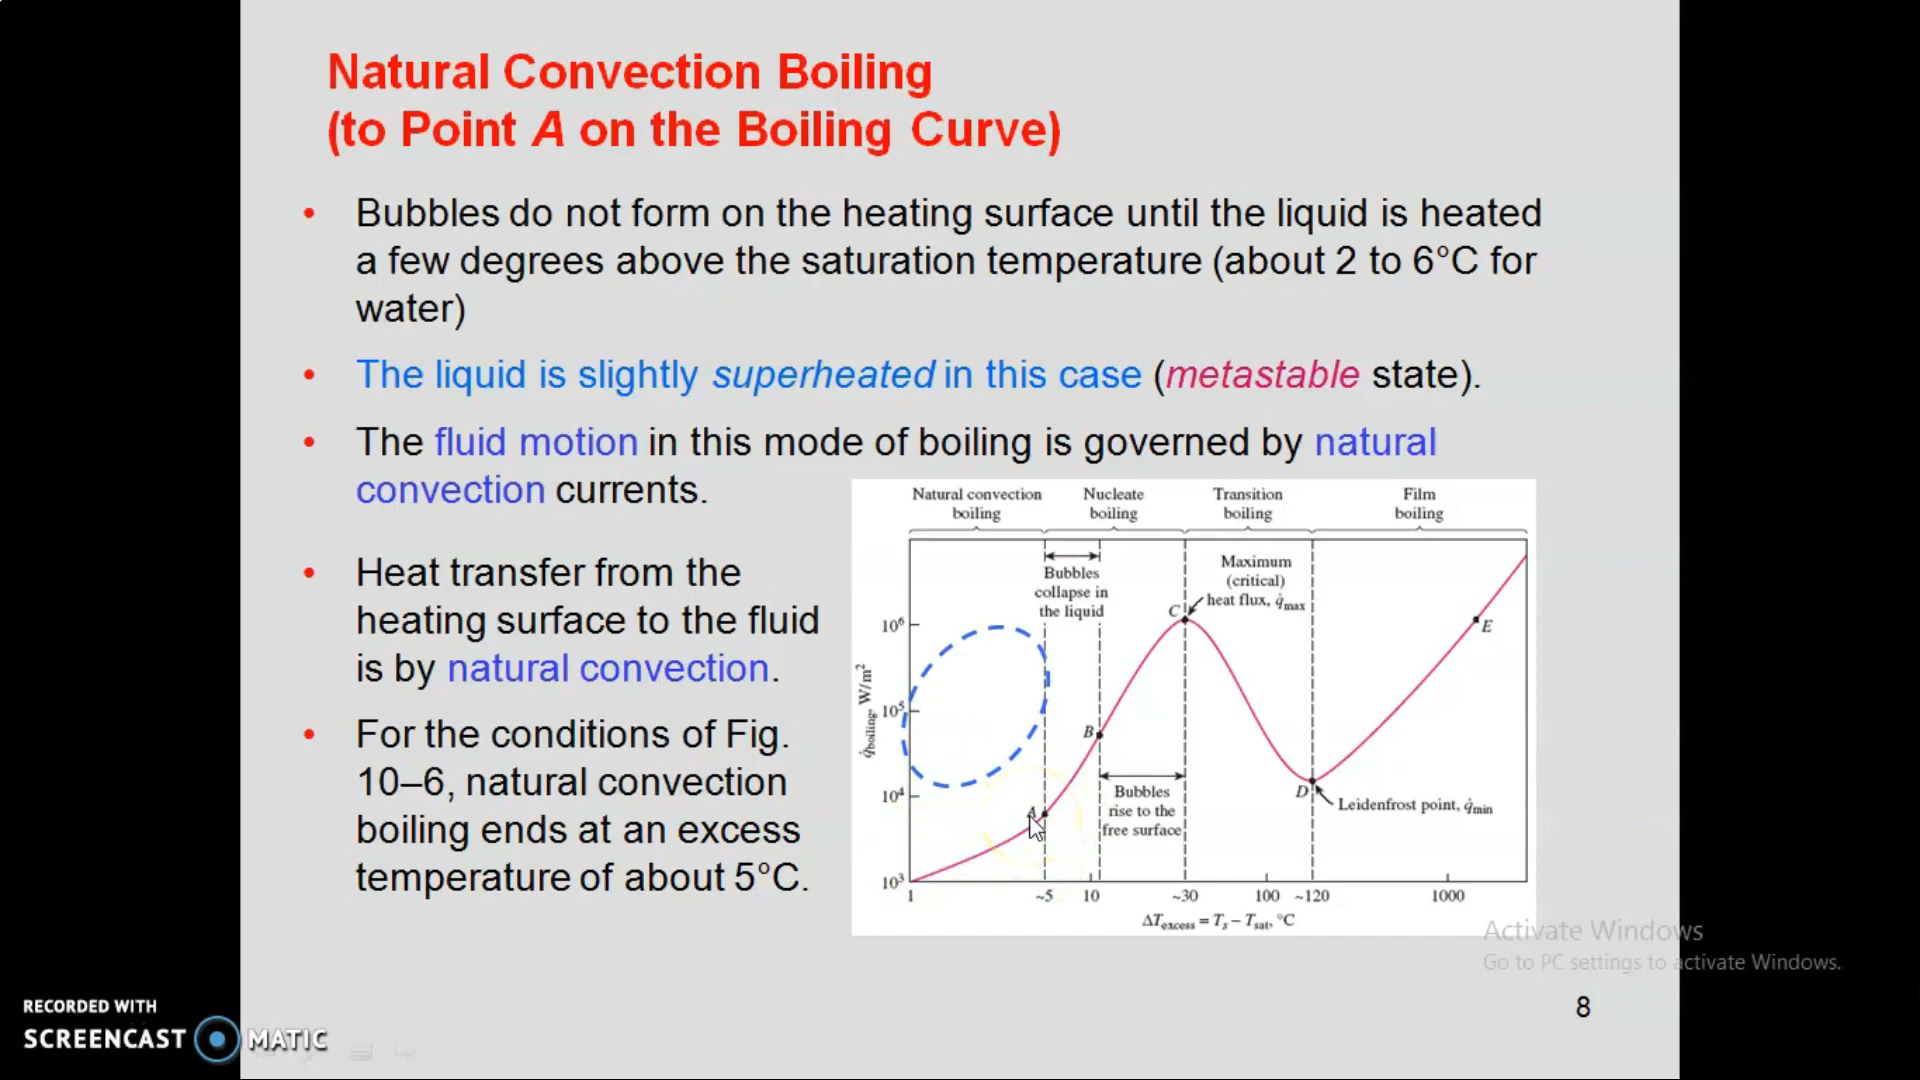 Natural Convection Boiling
(to Point A on the Boiling Curve)
• Bubbles do not form on the heating surface until the liquid is heated
a few degrees above the saturation temperature (about 2 to 6°C for
water)
• The liquid is slightly superheated in this case (metastable state).
• The fluid motion in this mode of boiling is governed by natural
convection currents.
• Heat transfer from the
heating surface to the fluid
is by natural convection.
• For the conditions of Fig.
10–6, natural convection
boiling ends at an excess
temperature of about 5°C.
Natural convection
boiling
Nucleate
boiling
Transition
boiling
Film
boiling
Bubbles
collapse in
the liquid
Maximum
(critical)
heat flux, q̇max
C
E
B
A
D
Bubbles
rise to the
free surface
Leidenfrost point, q̇min
q̇boiling, W/m²
10⁶
10⁵
10⁴
10³
1 ~5 10 ~30 100 ~120 1000
ΔTexcess = Ts – Tsat, °C
Activate Windows
Go to PC settings to activate Windows.
8
RECORDED WITH
SCREENCAST MATIC